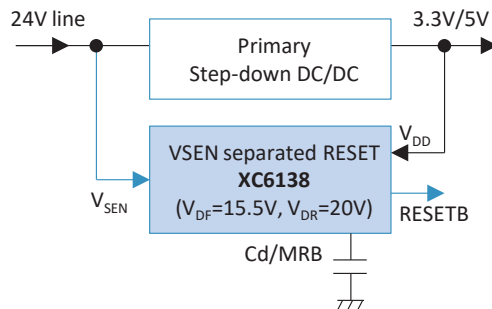 24V line
3.3V/5V
Primary
Step-down DC/DC
VDD
VSEN separated RESET
XC6138
(VDF=15.5V, VDR=20V)
VSEN
RESETB
Cd/MRB